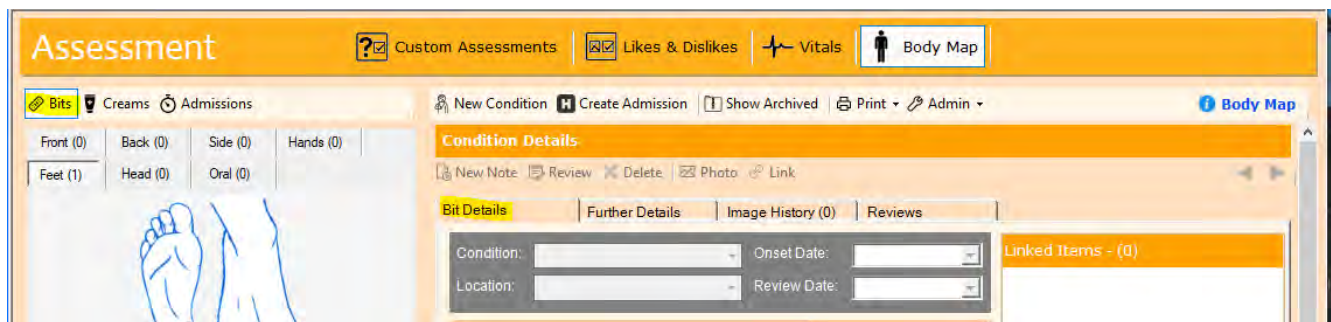 Assessment Custom Assessments Likes & Dislikes Vitals Body Map
Bits Creams Admissions
New Condition Create Admission Show Archived Print Admin Body Map
Front (0) Back (0) Side (0) Hands (0)
Feet (1) Head (0) Oral (0)
Condition Details
New Note Review Delete Photo Link
Bit Details Further Details Image History (0) Reviews
Condition: Onset Date:
Location: Review Date:
Linked Items - (0)